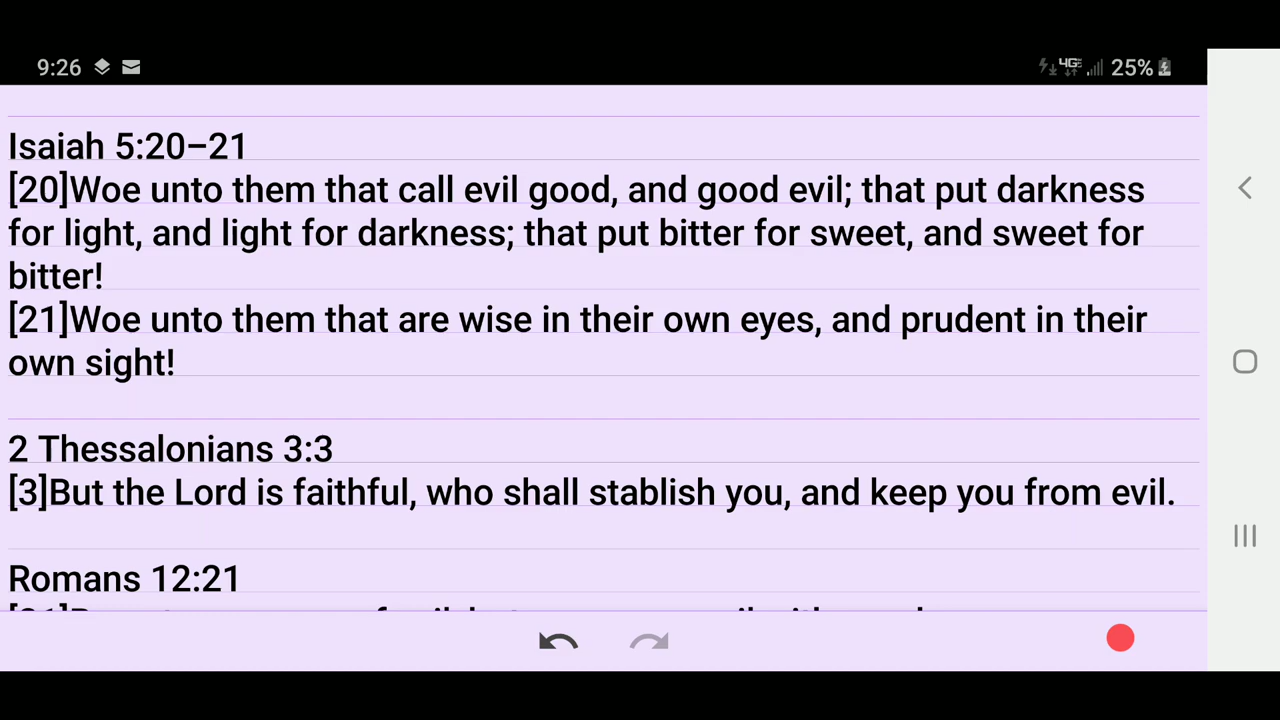 9:26
4G 25%
Isaiah 5:20–21
[20]Woe unto them that call evil good, and good evil; that put darkness
for light, and light for darkness; that put bitter for sweet, and sweet for
bitter!
[21]Woe unto them that are wise in their own eyes, and prudent in their
own sight!
2 Thessalonians 3:3
[3]But the Lord is faithful, who shall stablish you, and keep you from evil.
Romans 12:21